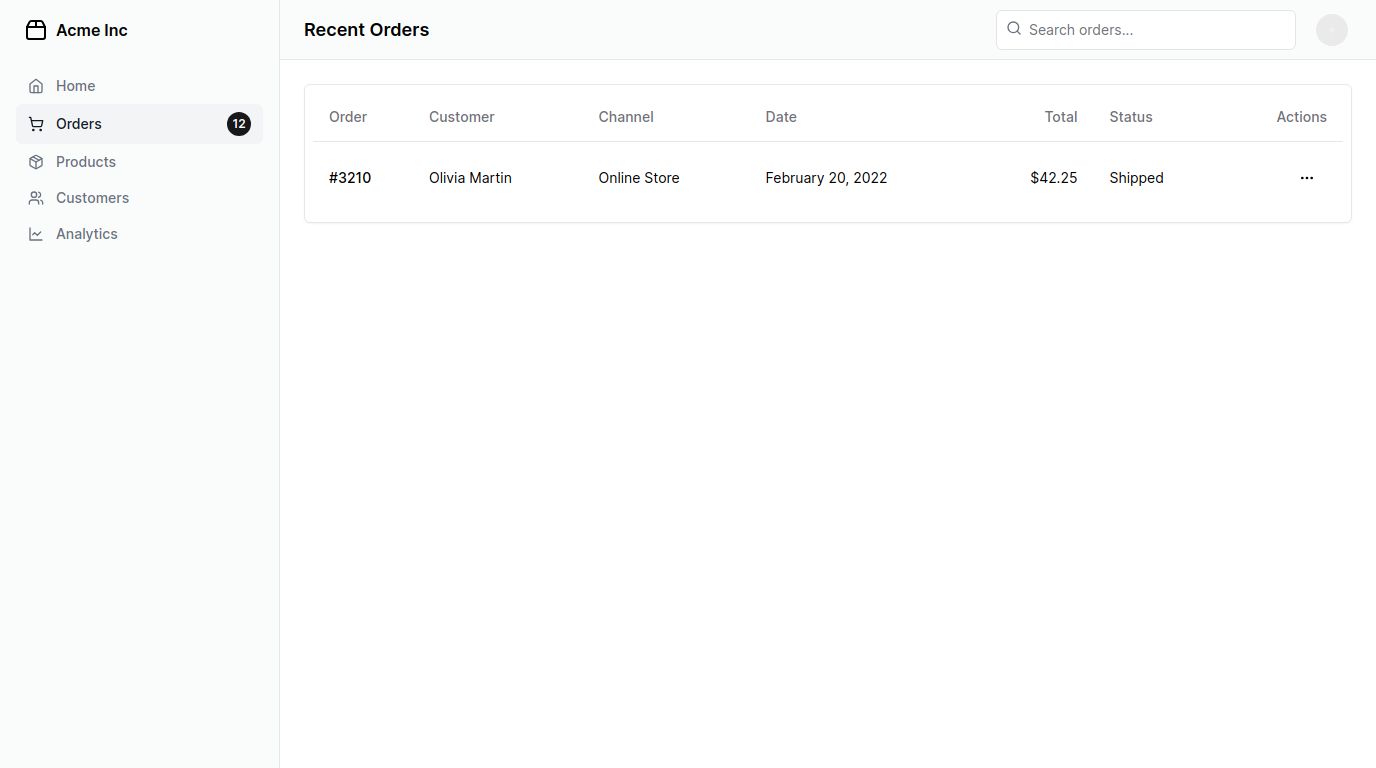 Acme Inc
Home
Orders 12
Products
Customers
Analytics
Recent Orders
Search orders...
Order Customer Channel Date Total Status Actions
#3210 Olivia Martin Online Store February 20, 2022 $42.25 Shipped